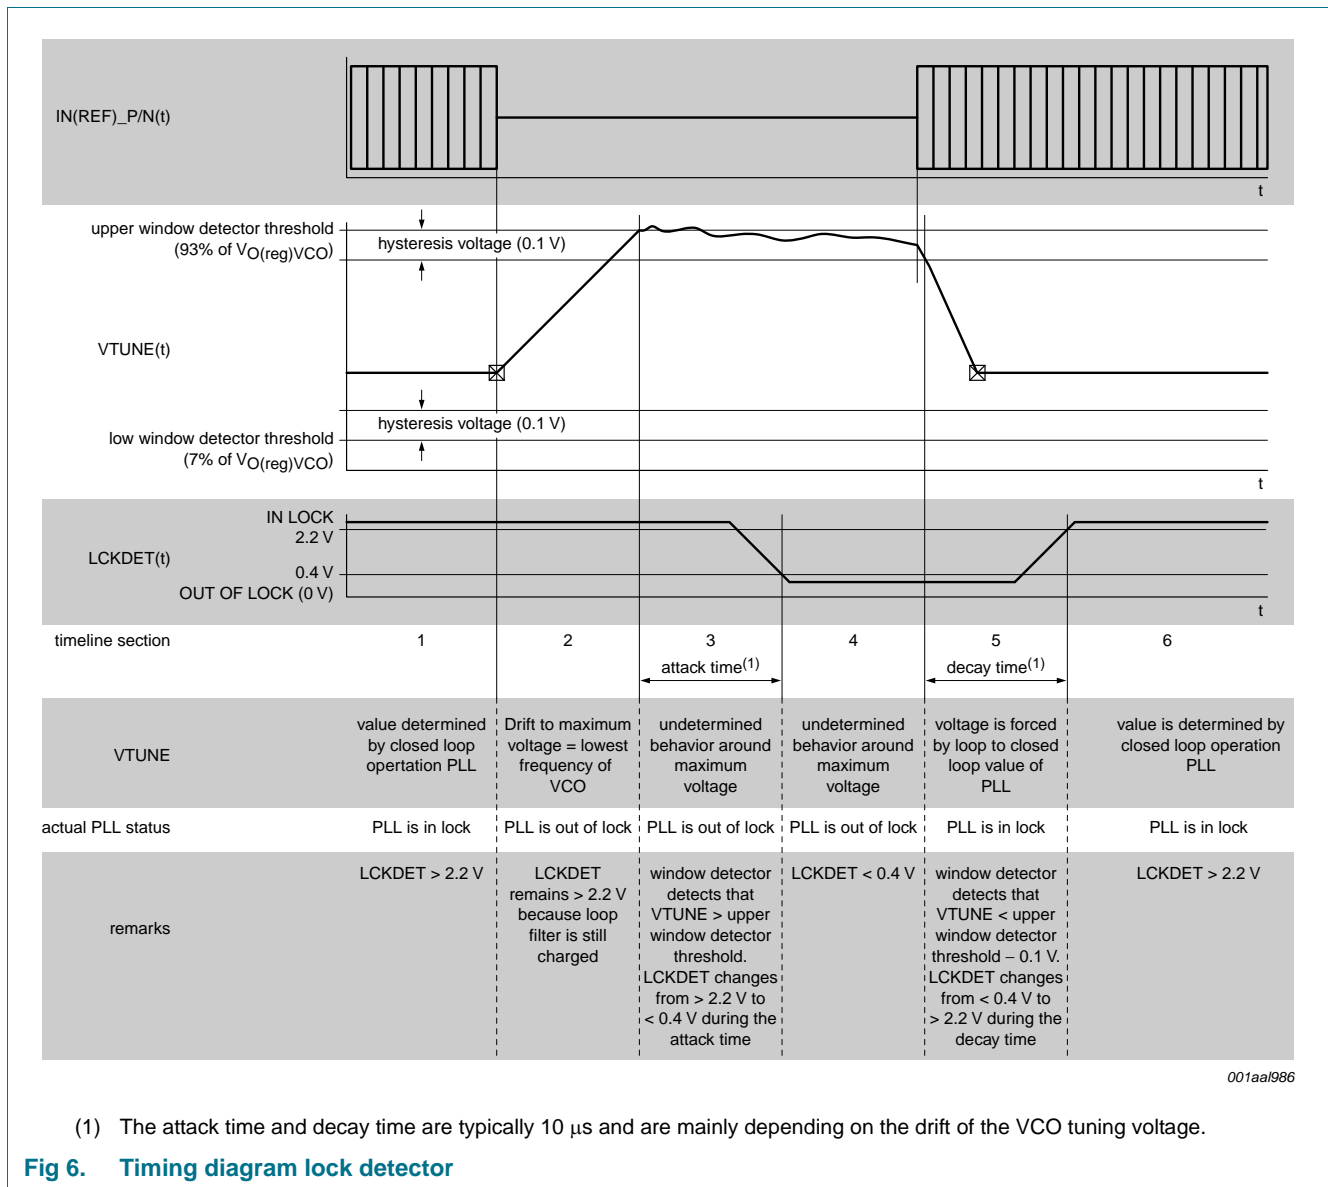 IN(REF)_P/N(t)
t
upper window detector threshold
(93% of VO(reg)VCO)
hysteresis voltage (0.1 V)
VTUNE(t)
hysteresis voltage (0.1 V)
low window detector threshold
(7% of VO(reg)VCO)
t
IN LOCK
2.2 V
LCKDET(t)
0.4 V
OUT OF LOCK (0 V)
t
timeline section
1
2
3
4
5
6
attack time(1)
decay time(1)
VTUNE
value determined
by closed loop
opertation PLL
Drift to maximum
voltage = lowest
frequency of
VCO
undetermined
behavior around
maximum
voltage
undetermined
behavior around
maximum
voltage
voltage is forced
by loop to closed
loop value of
PLL
value is determined by
closed loop operation
PLL
actual PLL status
PLL is in lock
PLL is out of lock
PLL is out of lock
PLL is out of lock
PLL is in lock
PLL is in lock
remarks
LCKDET > 2.2 V
LCKDET
remains > 2.2 V
because loop
filter is still
charged
window detector
detects that
VTUNE > upper
window detector
threshold.
LCKDET changes
from > 2.2 V to
< 0.4 V during the
attack time
LCKDET < 0.4 V
window detector
detects that
VTUNE < upper
window detector
threshold − 0.1 V.
LCKDET changes
from < 0.4 V to
> 2.2 V during the
decay time
LCKDET > 2.2 V
001aal986
(1) The attack time and decay time are typically 10 μs and are mainly depending on the drift of the VCO tuning voltage.
Fig 6. Timing diagram lock detector